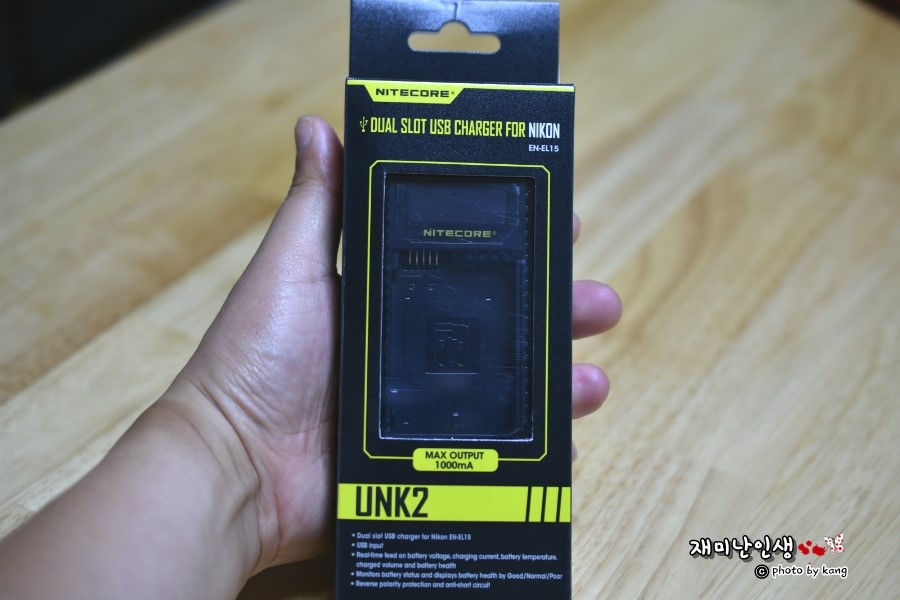 NITECORE®
DUAL SLOT USB CHARGER FOR NIKON
EN-EL15
NITECORE®
MAX OUTPUT
1000mA
UNK2
• Dual slot USB charger for Nikon EN-EL15
• USB input
• Real-time feed on battery voltage, charging current, battery temperature,
charged volume and battery health
• Monitors battery status and displays battery health by Good/Normal/Poor
• Reverse polarity protection and anti-short circuit
재미난인생
© photo by kang